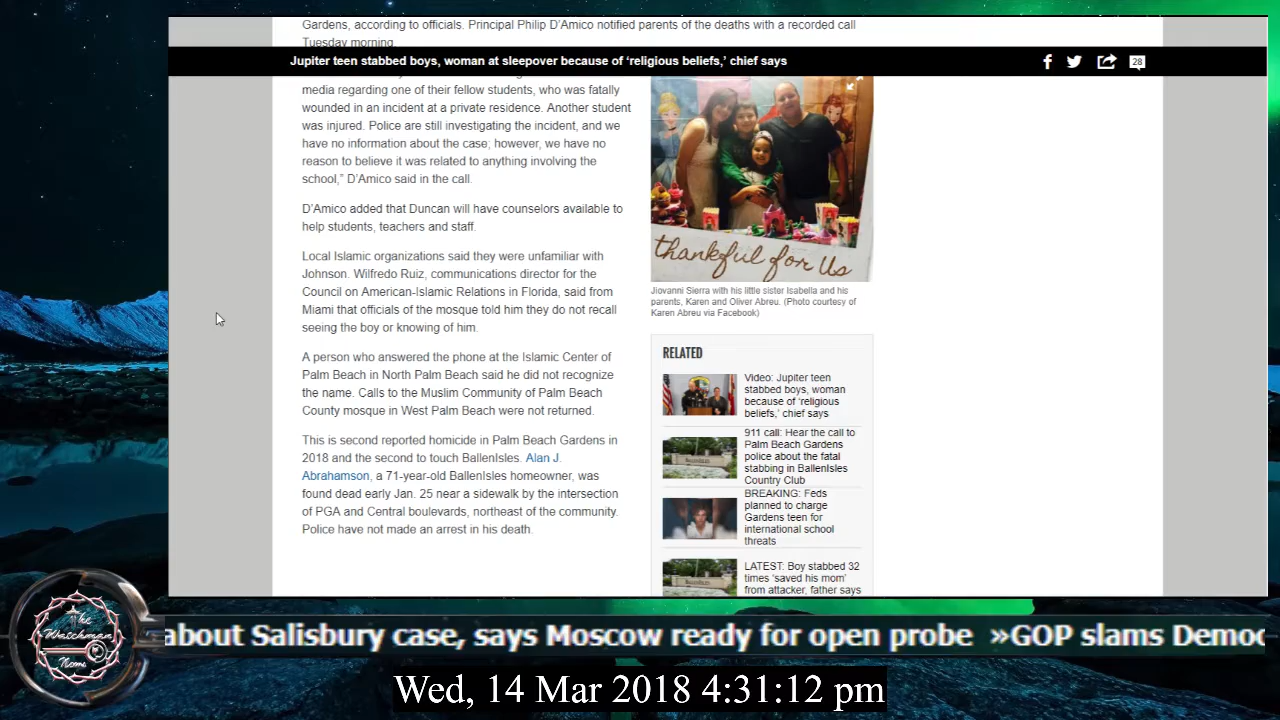 Gardens, according to officials. Principal Philip D’Amico notified parents of the deaths with a recorded call
Tuesday morning.
Jupiter teen stabbed boys, woman at sleepover because of ‘religious beliefs,’ chief says
28
media regarding one of their fellow students, who was fatally
wounded in an incident at a private residence. Another student
was injured. Police are still investigating the incident, and we
have no information about the case; however, we have no
reason to believe it was related to anything involving the
school,” D’Amico said in the call.
D’Amico added that Duncan will have counselors available to
help students, teachers and staff.
Local Islamic organizations said they were unfamiliar with
Johnson. Wilfredo Ruiz, communications director for the
Council on American-Islamic Relations in Florida, said from
Miami that officials of the mosque told him they do not recall
seeing the boy or knowing of him.
A person who answered the phone at the Islamic Center of
Palm Beach in North Palm Beach said he did not recognize
the name. Calls to the Muslim Community of Palm Beach
County mosque in West Palm Beach were not returned.
This is second reported homicide in Palm Beach Gardens in
2018 and the second to touch BallenIsles. Alan J.
Abrahamson, a 71-year-old BallenIsles homeowner, was
found dead early Jan. 25 near a sidewalk by the intersection
of PGA and Central boulevards, northeast of the community.
Police have not made an arrest in his death.
thankful for us
Jiovanni Sierra with his little sister Isabella and his
parents, Karen and Oliver Abreu. (Photo courtesy of
Karen Abreu via Facebook)
RELATED
Video: Jupiter teen
stabbed boys, woman
because of ‘religious
beliefs,’ chief says
911 call: Hear the call to
Palm Beach Gardens
police about the fatal
stabbing in BallenIsles
Country Club
BREAKING: Feds
planned to charge
Gardens teen for
international school
threats
LATEST: Boy stabbed 32
times ‘saved his mom’
from attacker, father says
The
Watchman
about Salisbury case, says Moscow ready for open probe »GOP slams Democ
Wed, 14 Mar 2018 4:31:12 pm